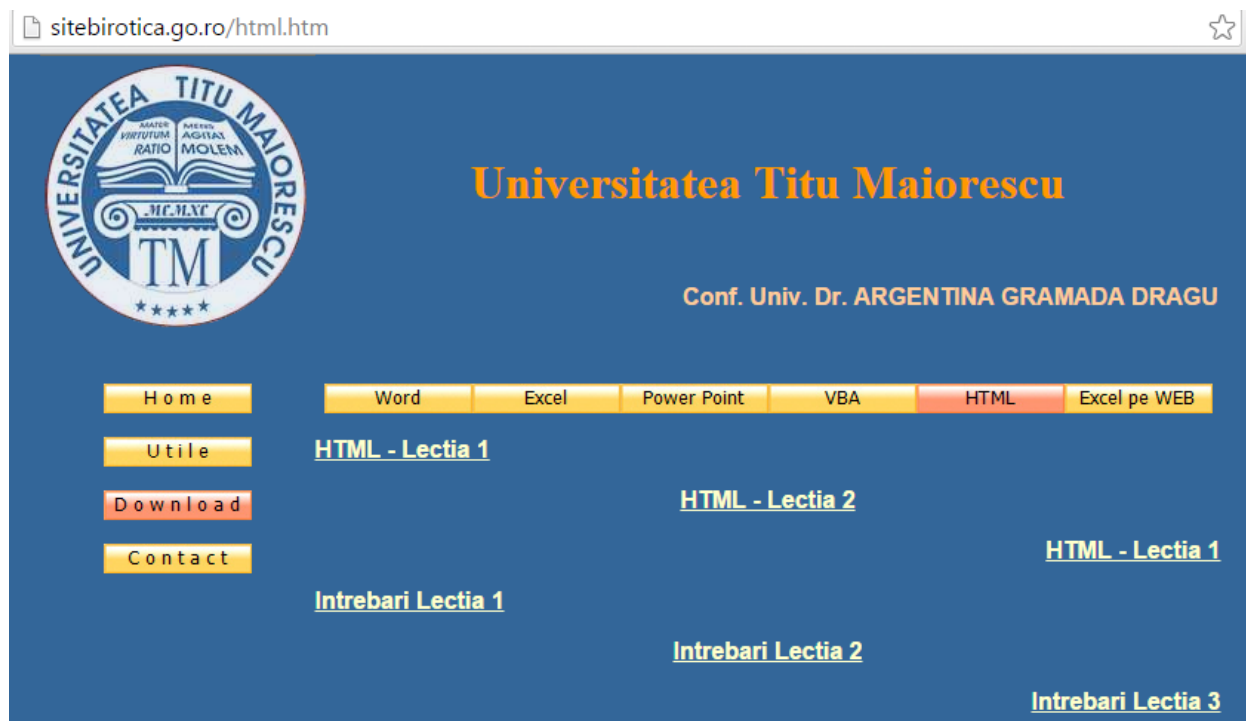 sitebirotica.go.ro/html.htm
UNIVERSITATEA TITU MAIORESCU
MATER MENS
VIRTUTUM AGITAT
RATIO MOLEM
MCMXC
TM
Universitatea Titu Maiorescu
Conf. Univ. Dr. ARGENTINA GRAMADA DRAGU
Home
Utile
Download
Contact
Word Excel Power Point VBA HTML Excel pe WEB
HTML - Lectia 1
HTML - Lectia 2
HTML - Lectia 1
Intrebari Lectia 1
Intrebari Lectia 2
Intrebari Lectia 3